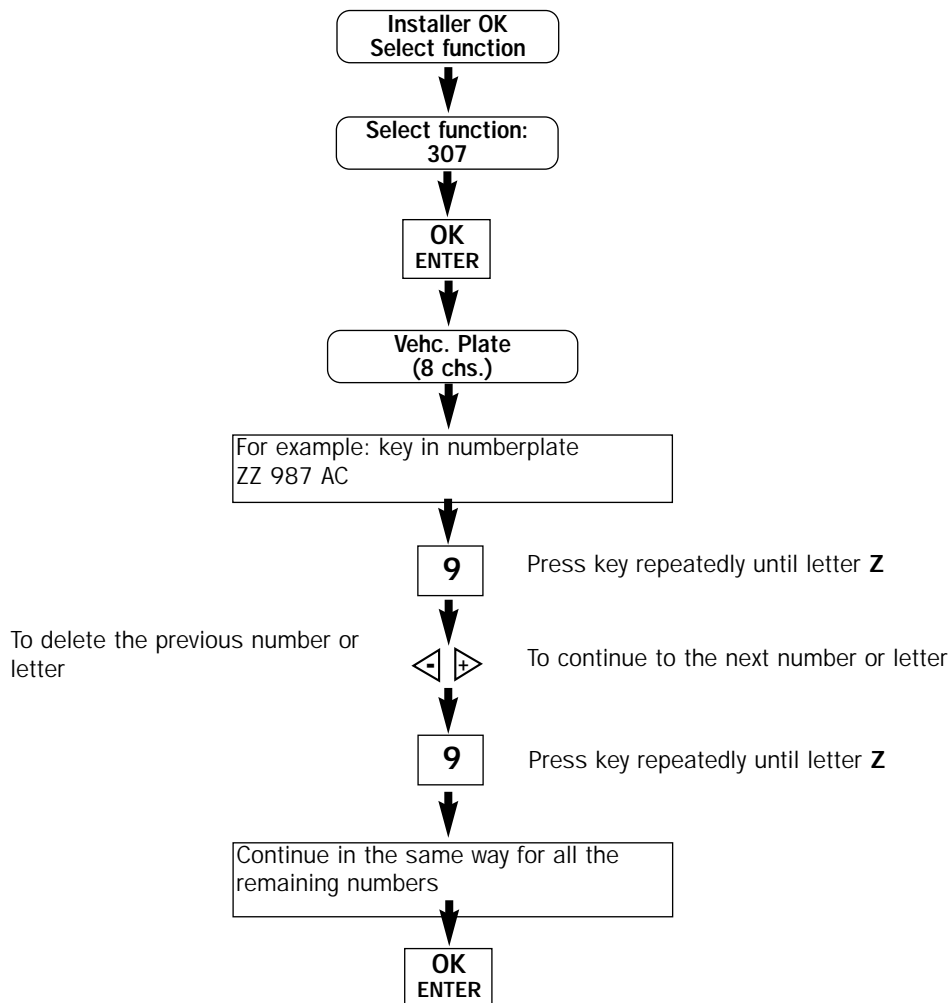 Installer OK
Select function
Select function:
307
OK
ENTER
Vehc. Plate
(8 chs.)
For example: key in numberplate
ZZ 987 AC
9
Press key repeatedly until letter Z
To delete the previous number or
letter
- +
To continue to the next number or letter
9
Press key repeatedly until letter Z
Continue in the same way for all the
remaining numbers
OK
ENTER